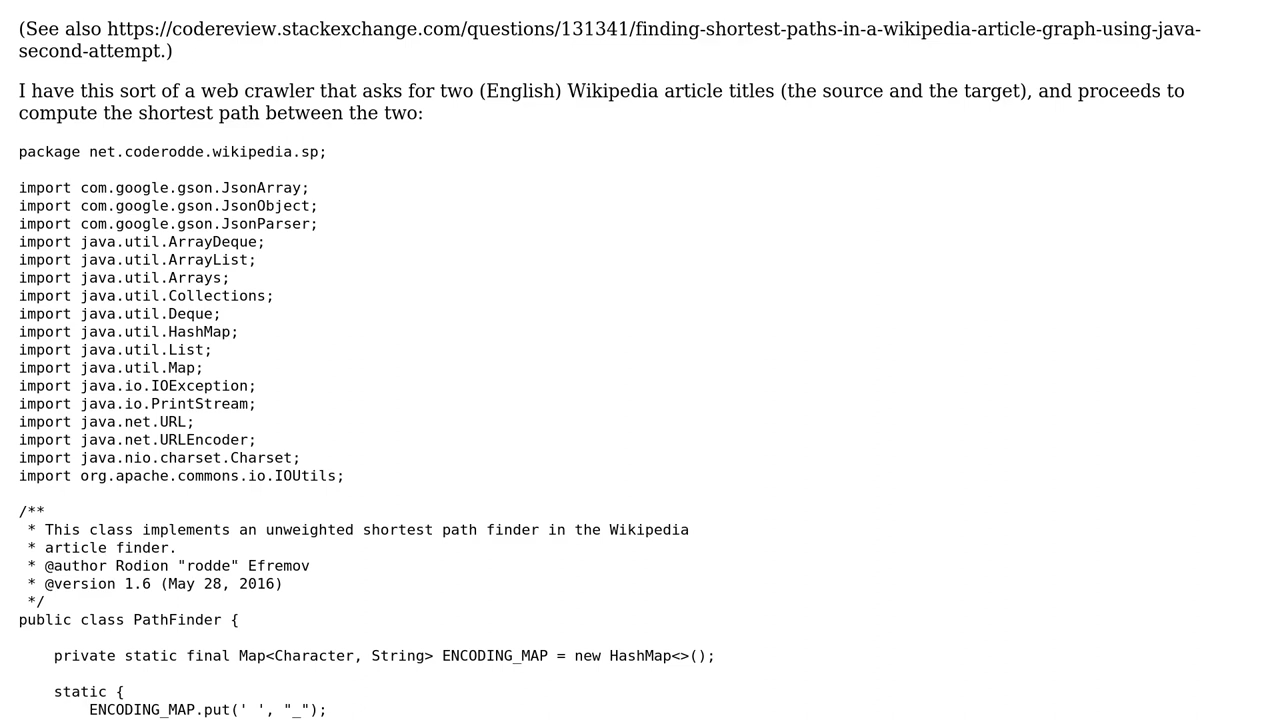 (See also https://codereview.stackexchange.com/questions/131341/finding-shortest-paths-in-a-wikipedia-article-graph-using-java-
second-attempt.)
I have this sort of a web crawler that asks for two (English) Wikipedia article titles (the source and the target), and proceeds to
compute the shortest path between the two:
package net.coderodde.wikipedia.sp;
import com.google.gson.JsonArray;
import com.google.gson.JsonObject;
import com.google.gson.JsonParser;
import java.util.ArrayDeque;
import java.util.ArrayList;
import java.util.Arrays;
import java.util.Collections;
import java.util.Deque;
import java.util.HashMap;
import java.util.List;
import java.util.Map;
import java.io.IOException;
import java.io.PrintStream;
import java.net.URL;
import java.net.URLEncoder;
import java.nio.charset.Charset;
import org.apache.commons.io.IOUtils;
/**
 * This class implements an unweighted shortest path finder in the Wikipedia
 * article finder.
 * @author Rodion "rodde" Efremov
 * @version 1.6 (May 28, 2016)
 */
public class PathFinder {
    private static final Map<Character, String> ENCODING_MAP = new HashMap<>();
    static {
        ENCODING_MAP.put(' ', "_");